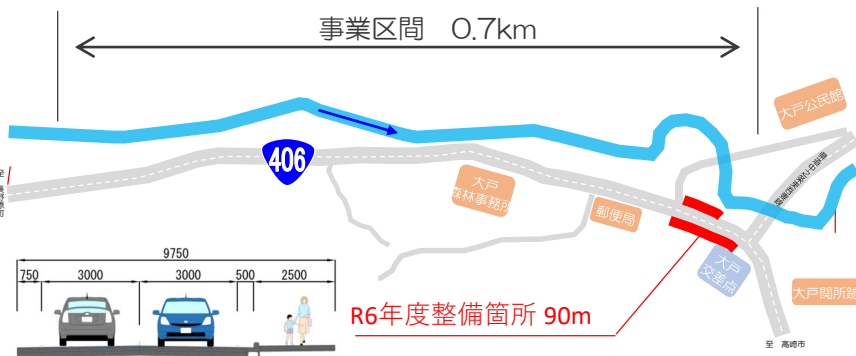 事業区間 0.7km
大戸公民館
406
至
大戸
森林事務所
郵便局
大戸
交差点
大戸関所跡
9750
750
3000
3000
500
2500
R6年度整備箇所 90m
至 高崎市